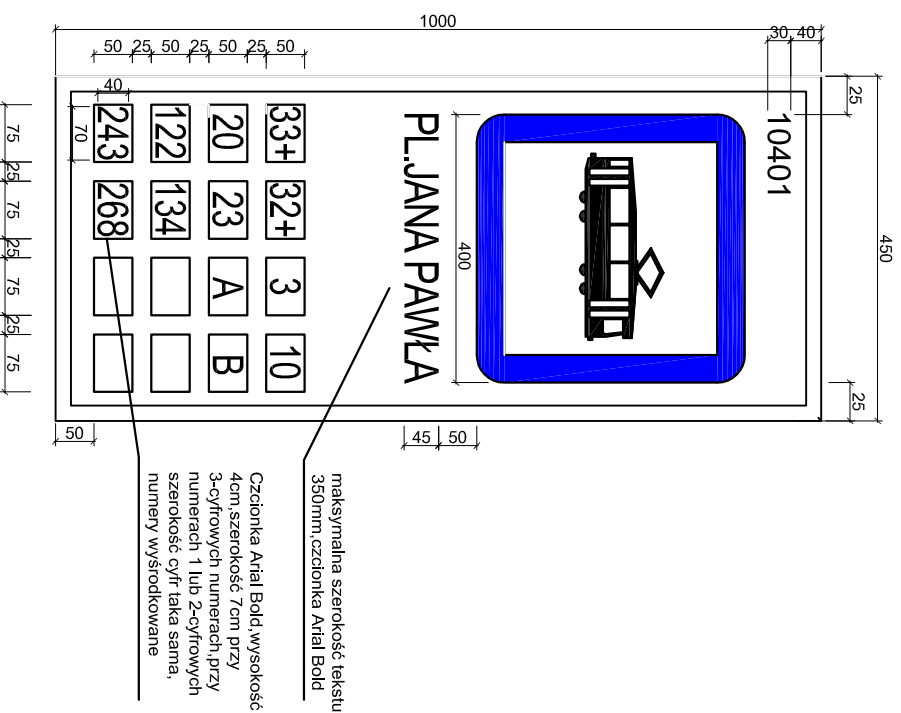 450
25
25
40
30
10401
1000
400
PL.JANA PAWŁA
50
45
maksymalna szerokość tekstu
350mm,czcionka Arial Bold
33+ 32+ 3 10
20 23 A B
122 134
243 268
50
25
50
25
50
25
50
40
70
50
Czcionka Arial Bold,wysokość
4cm,szerokość 7cm przy
3-cyfrowych numerach,przy
numerach 1 lub 2-cyfrowych
szerokość cyfr taka sama,
numery wyśrodkowane
75 25 75 25 75 25 75